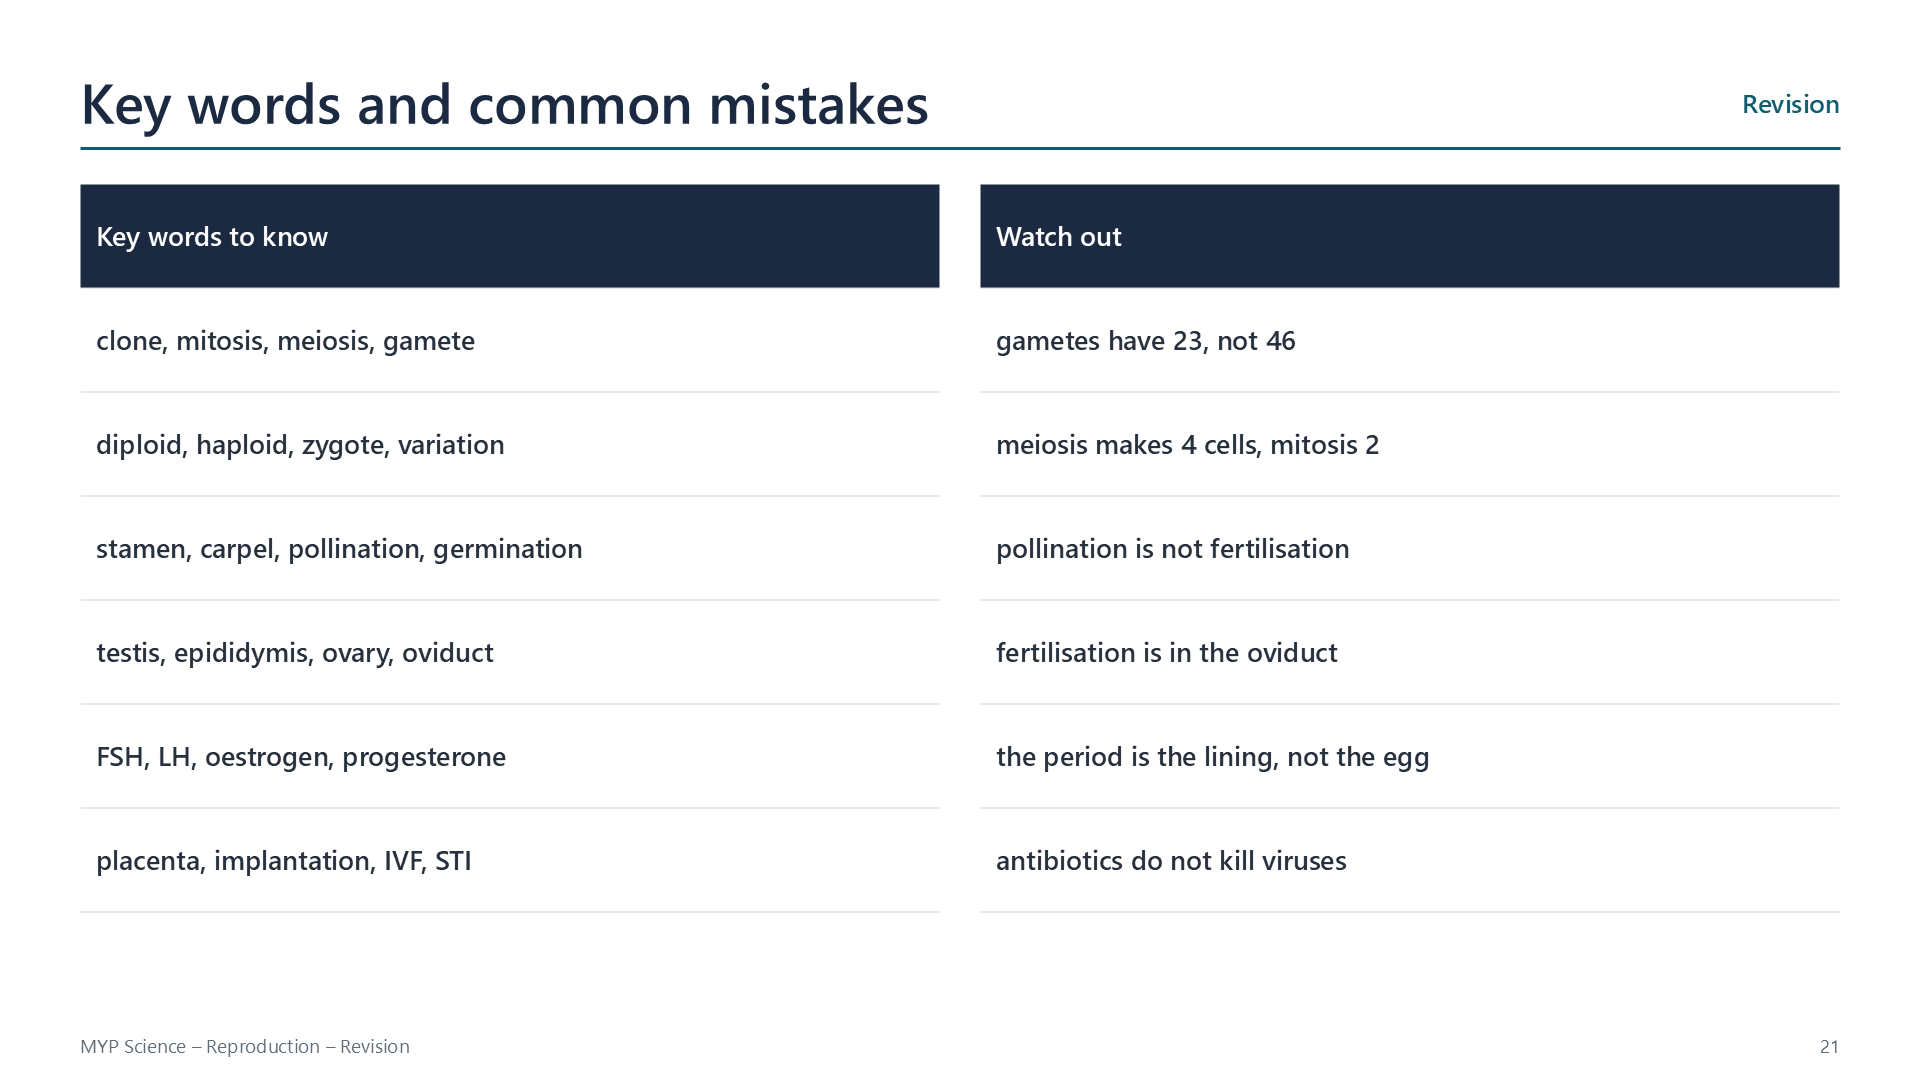 Key words and common mistakes
Revision
Key words to know
clone, mitosis, meiosis, gamete
diploid, haploid, zygote, variation
stamen, carpel, pollination, germination
testis, epididymis, ovary, oviduct
FSH, LH, oestrogen, progesterone
placenta, implantation, IVF, STI
Watch out
gametes have 23, not 46
meiosis makes 4 cells, mitosis 2
pollination is not fertilisation
fertilisation is in the oviduct
the period is the lining, not the egg
antibiotics do not kill viruses
MYP Science – Reproduction – Revision
21